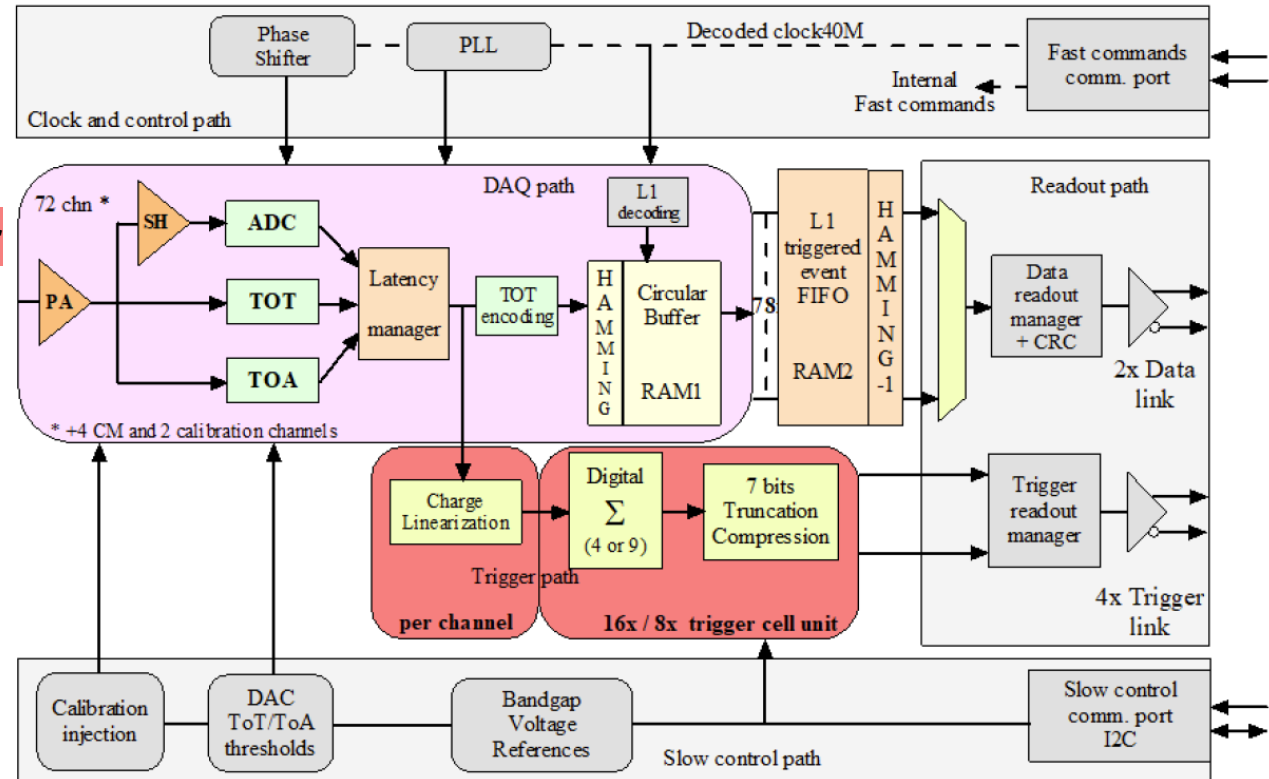 Phase
Shifter
PLL
Decoded clock40M
Fast commands
comm. port
Internal
Fast commands
Clock and control path
72 chn *
DAQ path
SH
ADC
PA
TOT
TOA
Latency
manager
TOT
encoding
L1
decoding
HAMMING
Circular
Buffer
RAM1
* +4 CM and 2 calibration channels
78
L1
triggered
event
FIFO
RAM2
HAMMING-1
Readout path
Data
readout
manager
+ CRC
2x Data
link
Charge
Linearization
Digital
Σ
(4 or 9)
7 bits
Truncation
Compression
Trigger path
per channel
16x / 8x trigger cell unit
Trigger
readout
manager
4x Trigger
link
Calibration
injection
DAC
ToT/ToA
thresholds
Bandgap
Voltage
References
Slow control path
Slow control
comm. port
I2C